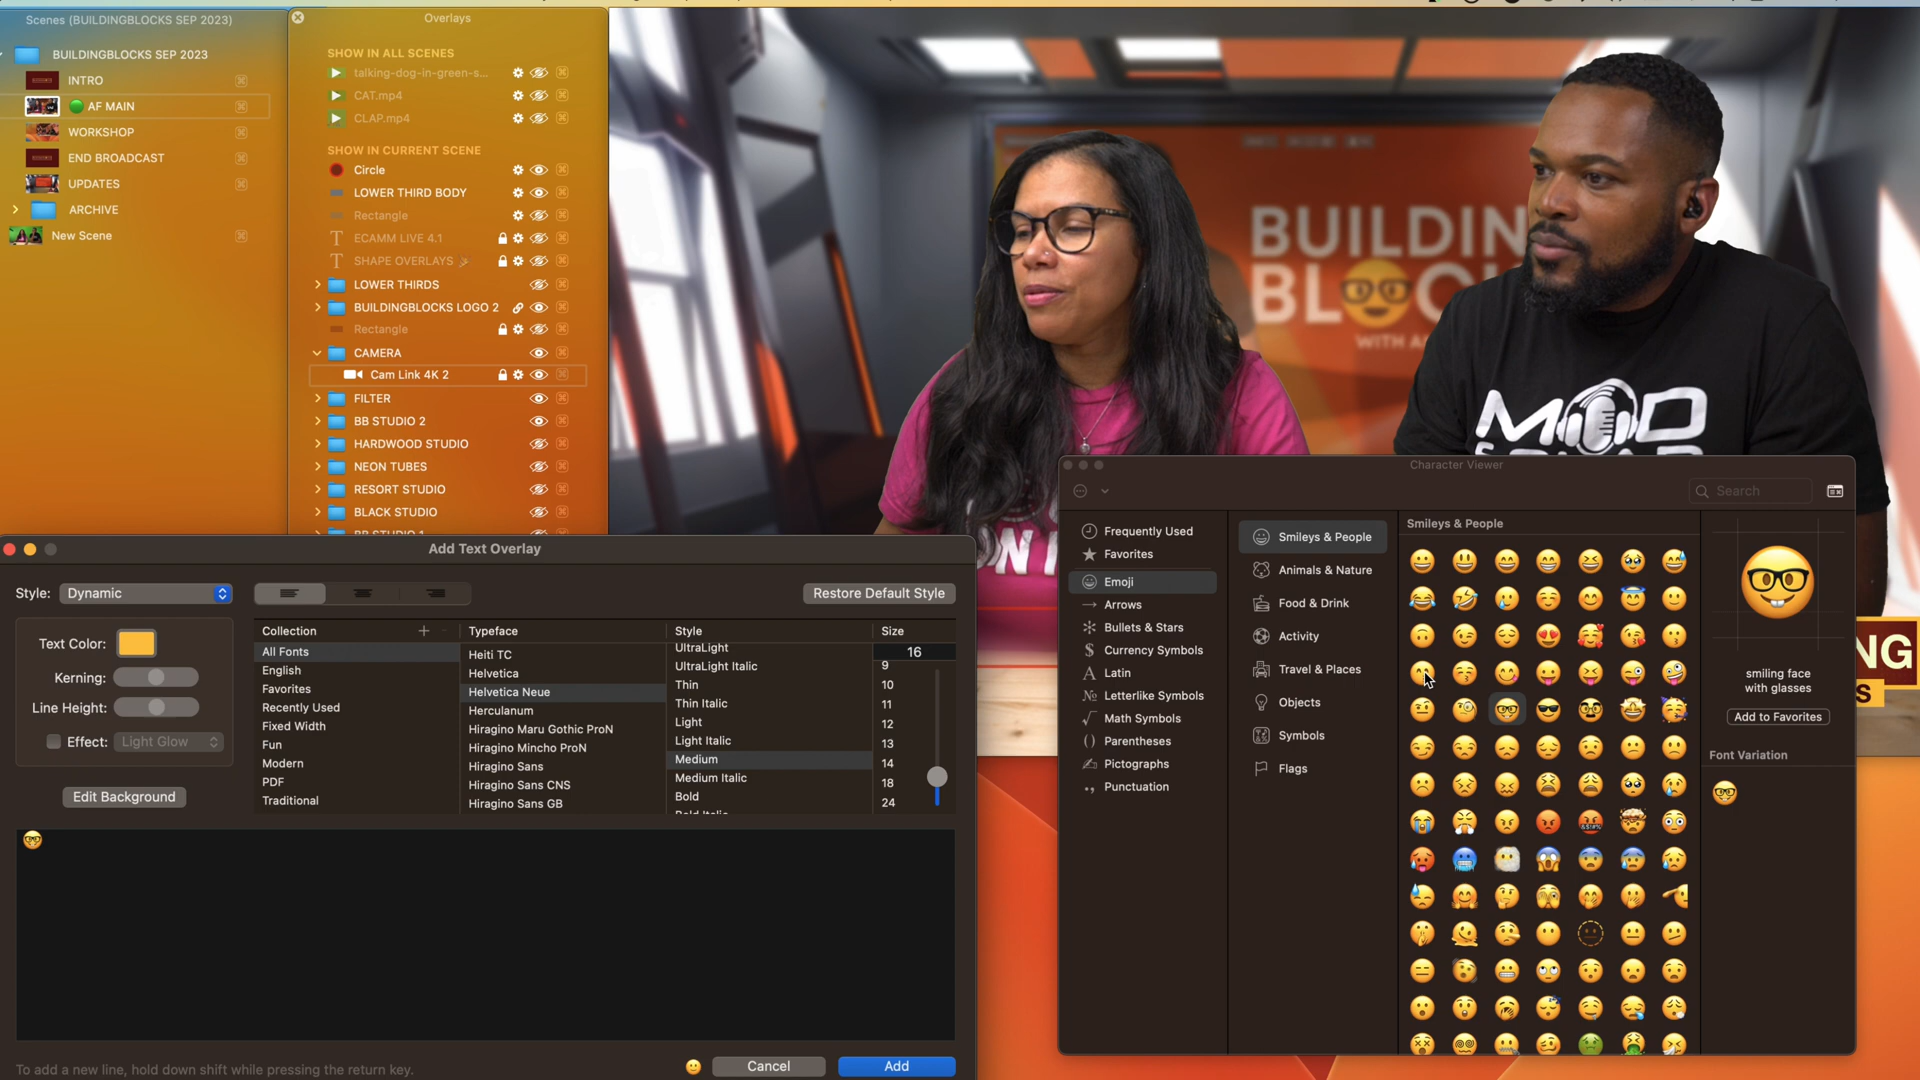 Scenes (BUILDINGBLOCKS SEP 2023)
BUILDINGBLOCKS SEP 2023
INTRO
AF MAIN
WORKSHOP
END BROADCAST
UPDATES
ARCHIVE
New Scene
Overlays
SHOW IN ALL SCENES
talking-dog-in-green-s...
CAT.mp4
CLAP.mp4
SHOW IN CURRENT SCENE
Circle
LOWER THIRD BODY
Rectangle
ECAMM LIVE 4.1
SHAPE OVERLAYS
LOWER THIRDS
BUILDINGBLOCKS LOGO 2
Rectangle
CAMERA
Cam Link 4K 2
FILTER
BB STUDIO 2
HARDWOOD STUDIO
NEON TUBES
RESORT STUDIO
BLACK STUDIO
BUILDIN
BL🤓O
WITH A
MOD
NG
S
Add Text Overlay
Style: Dynamic
Restore Default Style
Text Color:
Kerning:
Line Height:
Effect: Light Glow
Edit Background
Collection
All Fonts
English
Favorites
Recently Used
Fixed Width
Fun
Modern
PDF
Traditional
Typeface
Heiti TC
Helvetica
Helvetica Neue
Herculanum
Hiragino Maru Gothic ProN
Hiragino Mincho ProN
Hiragino Sans
Hiragino Sans CNS
Hiragino Sans GB
Style
UltraLight
UltraLight Italic
Thin
Thin Italic
Light
Light Italic
Medium
Medium Italic
Bold
Size
16
9
10
11
12
13
14
18
24
🤓
To add a new line, hold down shift while pressing the return key.
Cancel
Add
Character Viewer
Search
Frequently Used
Favorites
Emoji
Arrows
Bullets & Stars
Currency Symbols
Latin
Letterlike Symbols
Math Symbols
Parentheses
Pictographs
Punctuation
Smileys & People
Animals & Nature
Food & Drink
Activity
Travel & Places
Objects
Symbols
Flags
Smileys & People
smiling face
with glasses
Add to Favorites
Font Variation